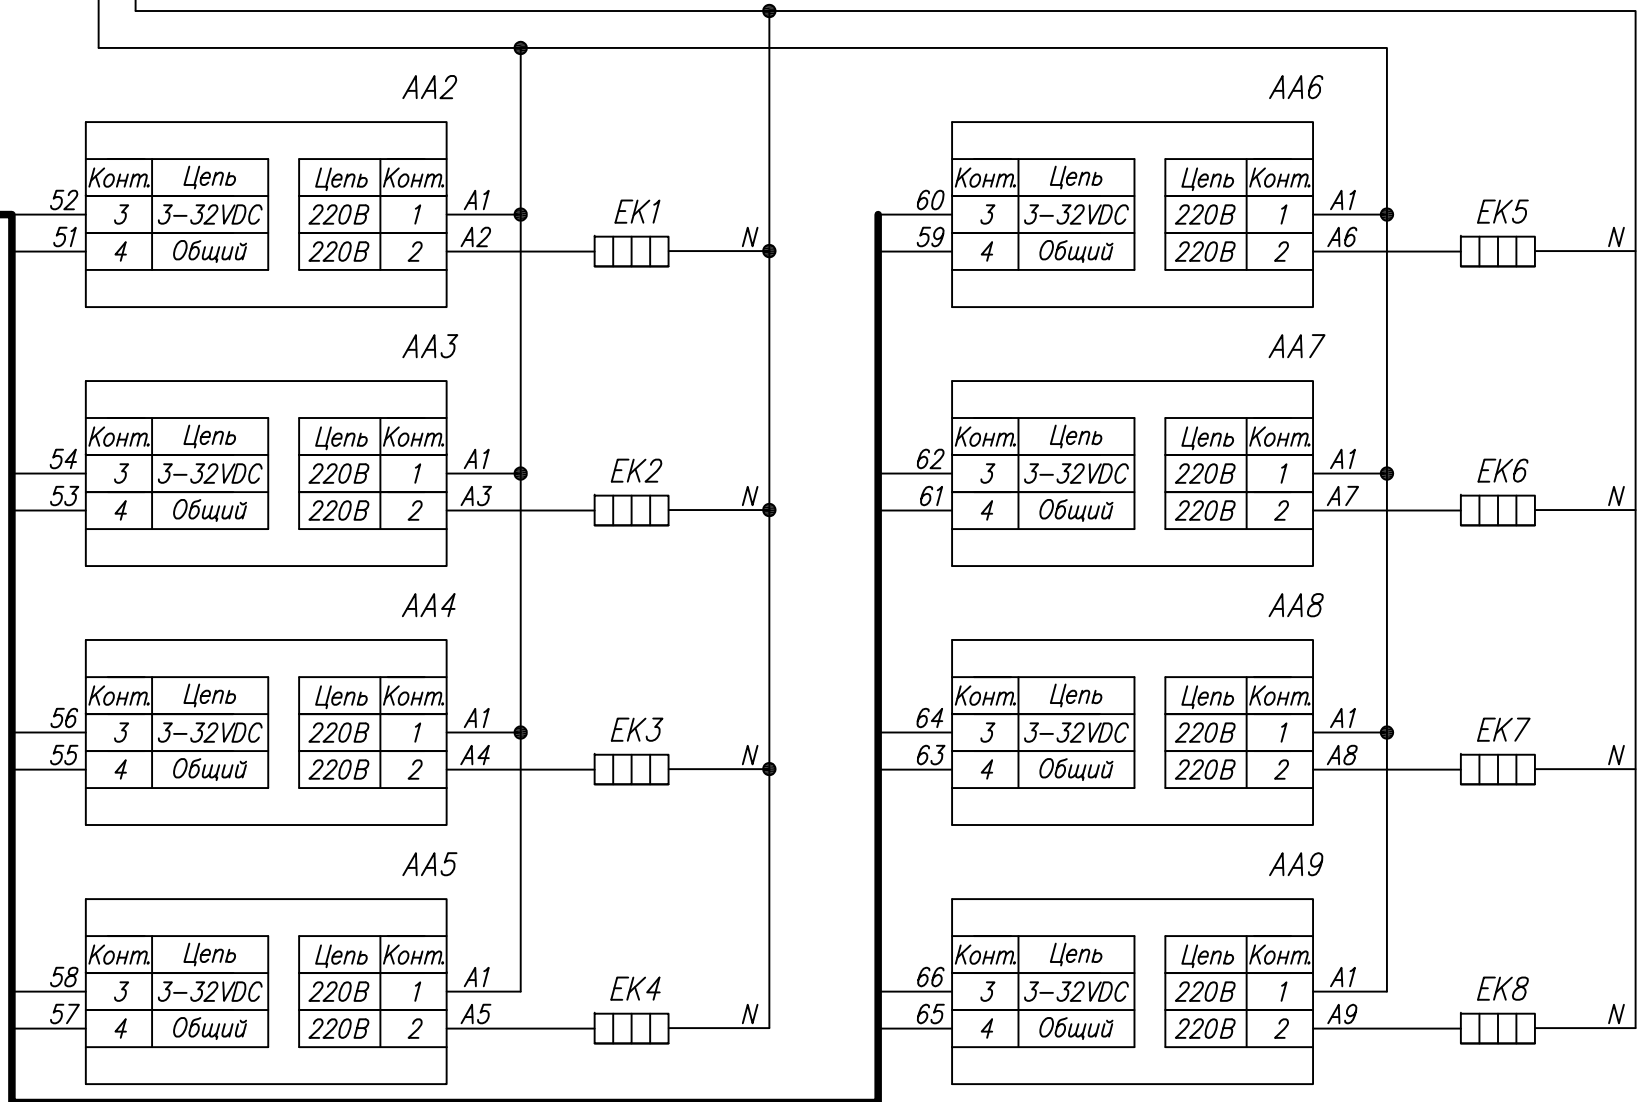 AA2
Конт. Цепь Цепь Конт.
52 3 3-32VDC 220В 1 A1
51 4 Общий 220В 2 A2 EK1 N
AA3
Конт. Цепь Цепь Конт.
54 3 3-32VDC 220В 1 A1
53 4 Общий 220В 2 A3 EK2 N
AA4
Конт. Цепь Цепь Конт.
56 3 3-32VDC 220В 1 A1
55 4 Общий 220В 2 A4 EK3 N
AA5
Конт. Цепь Цепь Конт.
58 3 3-32VDC 220В 1 A1
57 4 Общий 220В 2 A5 EK4 N
AA6
Конт. Цепь Цепь Конт.
60 3 3-32VDC 220В 1 A1
59 4 Общий 220В 2 A6 EK5 N
AA7
Конт. Цепь Цепь Конт.
62 3 3-32VDC 220В 1 A1
61 4 Общий 220В 2 A7 EK6 N
AA8
Конт. Цепь Цепь Конт.
64 3 3-32VDC 220В 1 A1
63 4 Общий 220В 2 A8 EK7 N
AA9
Конт. Цепь Цепь Конт.
66 3 3-32VDC 220В 1 A1
65 4 Общий 220В 2 A9 EK8 N